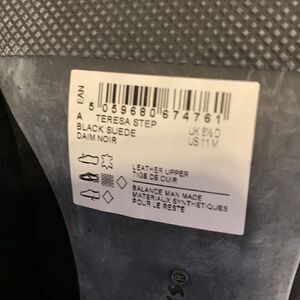 EAN
5 059680 674761
A TERESA STEP
BLACK SUEDE
DAIM NOIR
UK 8½ D
US 11 M
LEATHER UPPER
TIGE DE CUIR
BALANCE MAN MADE
MATERIAUX SYNTHETIQUES
POUR LE RESTE